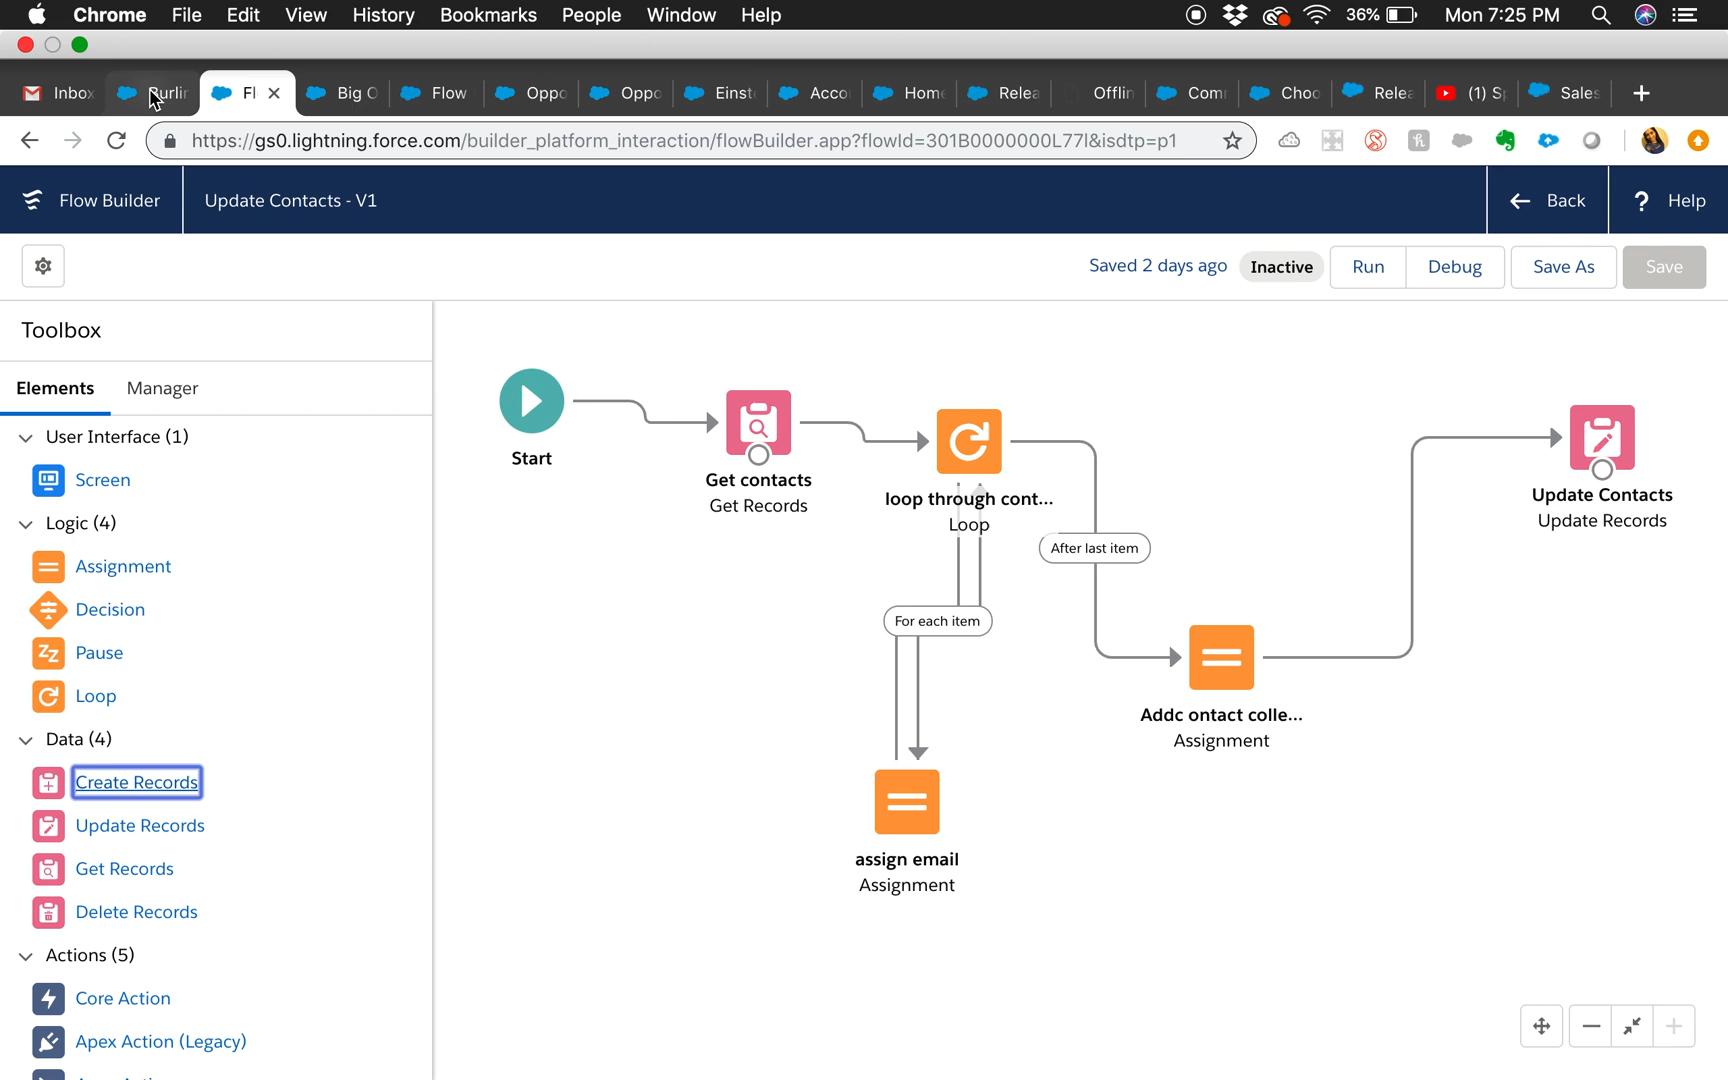 Chrome File Edit View History Bookmarks People Window Help 36% Mon 7:25 PM
Inbox Burlin Fl Big O Flow Oppo Oppo Einst Acco Home Relea Offlin Com Choo Relea (1) S Sales
https://gs0.lightning.force.com/builder_platform_interaction/flowBuilder.app?flowId=301B0000000L77I&isdtp=p1
Flow Builder Update Contacts - V1 Back ? Help
Saved 2 days ago Inactive Run Debug Save As Save
Toolbox
Elements Manager
User Interface (1)
Screen
Logic (4)
Assignment
Decision
Pause
Loop
Data (4)
Create Records
Update Records
Get Records
Delete Records
Actions (5)
Core Action
Apex Action (Legacy)
Start
Get contacts
Get Records
loop through cont...
Loop
After last item
For each item
assign email
Assignment
Addc ontact colle...
Assignment
Update Contacts
Update Records